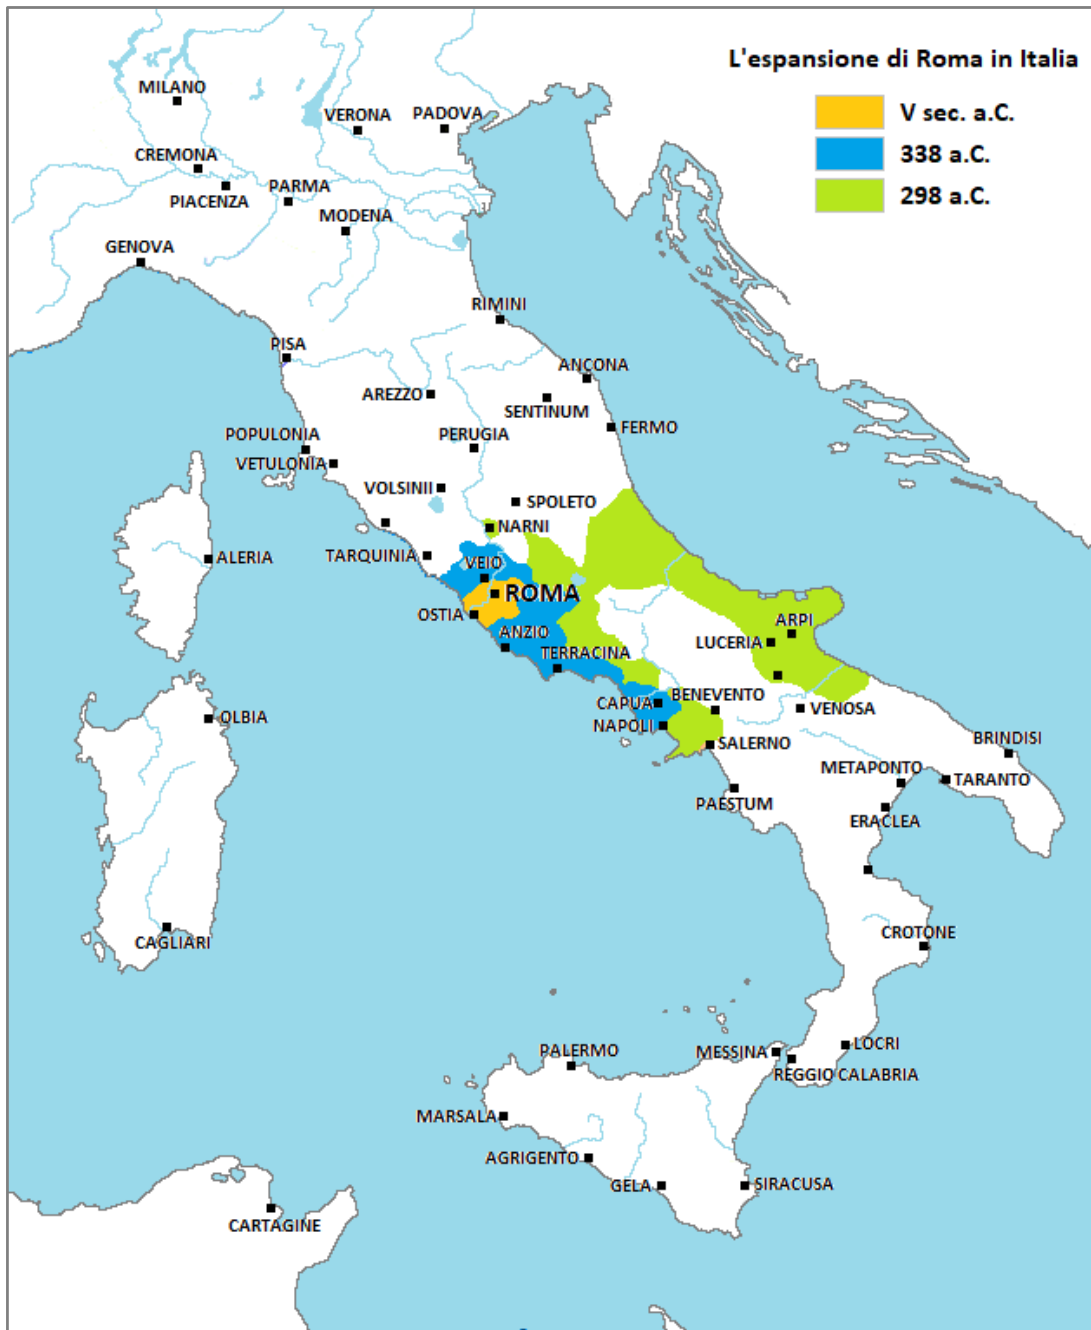 L'espansione di Roma in Italia
V sec. a.C.
338 a.C.
298 a.C.
MILANO
VERONA
PADOVA
CREMONA
PIACENZA
PARMA
MODENA
GENOVA
RIMINI
PISA
ANCONA
AREZZO
SENTINUM
FERMO
POPULONIA
PERUGIA
VETULONIA
VOLSINII
SPOLETO
NARNI
TARQUINIA
VEIO
ALERIA
ROMA
OSTIA
ANZIO
ARPI
LUCERIA
TERRACINA
CAPUA
BENEVENTO
VENOSA
NAPOLI
OLBIA
SALERNO
BRINDISI
METAPONTO
TARANTO
PAESTUM
ERACLEA
CROTONE
CAGLIARI
LOCRI
PALERMO
MESSINA
REGGIO CALABRIA
MARSALA
AGRIGENTO
GELA
SIRACUSA
CARTAGINE